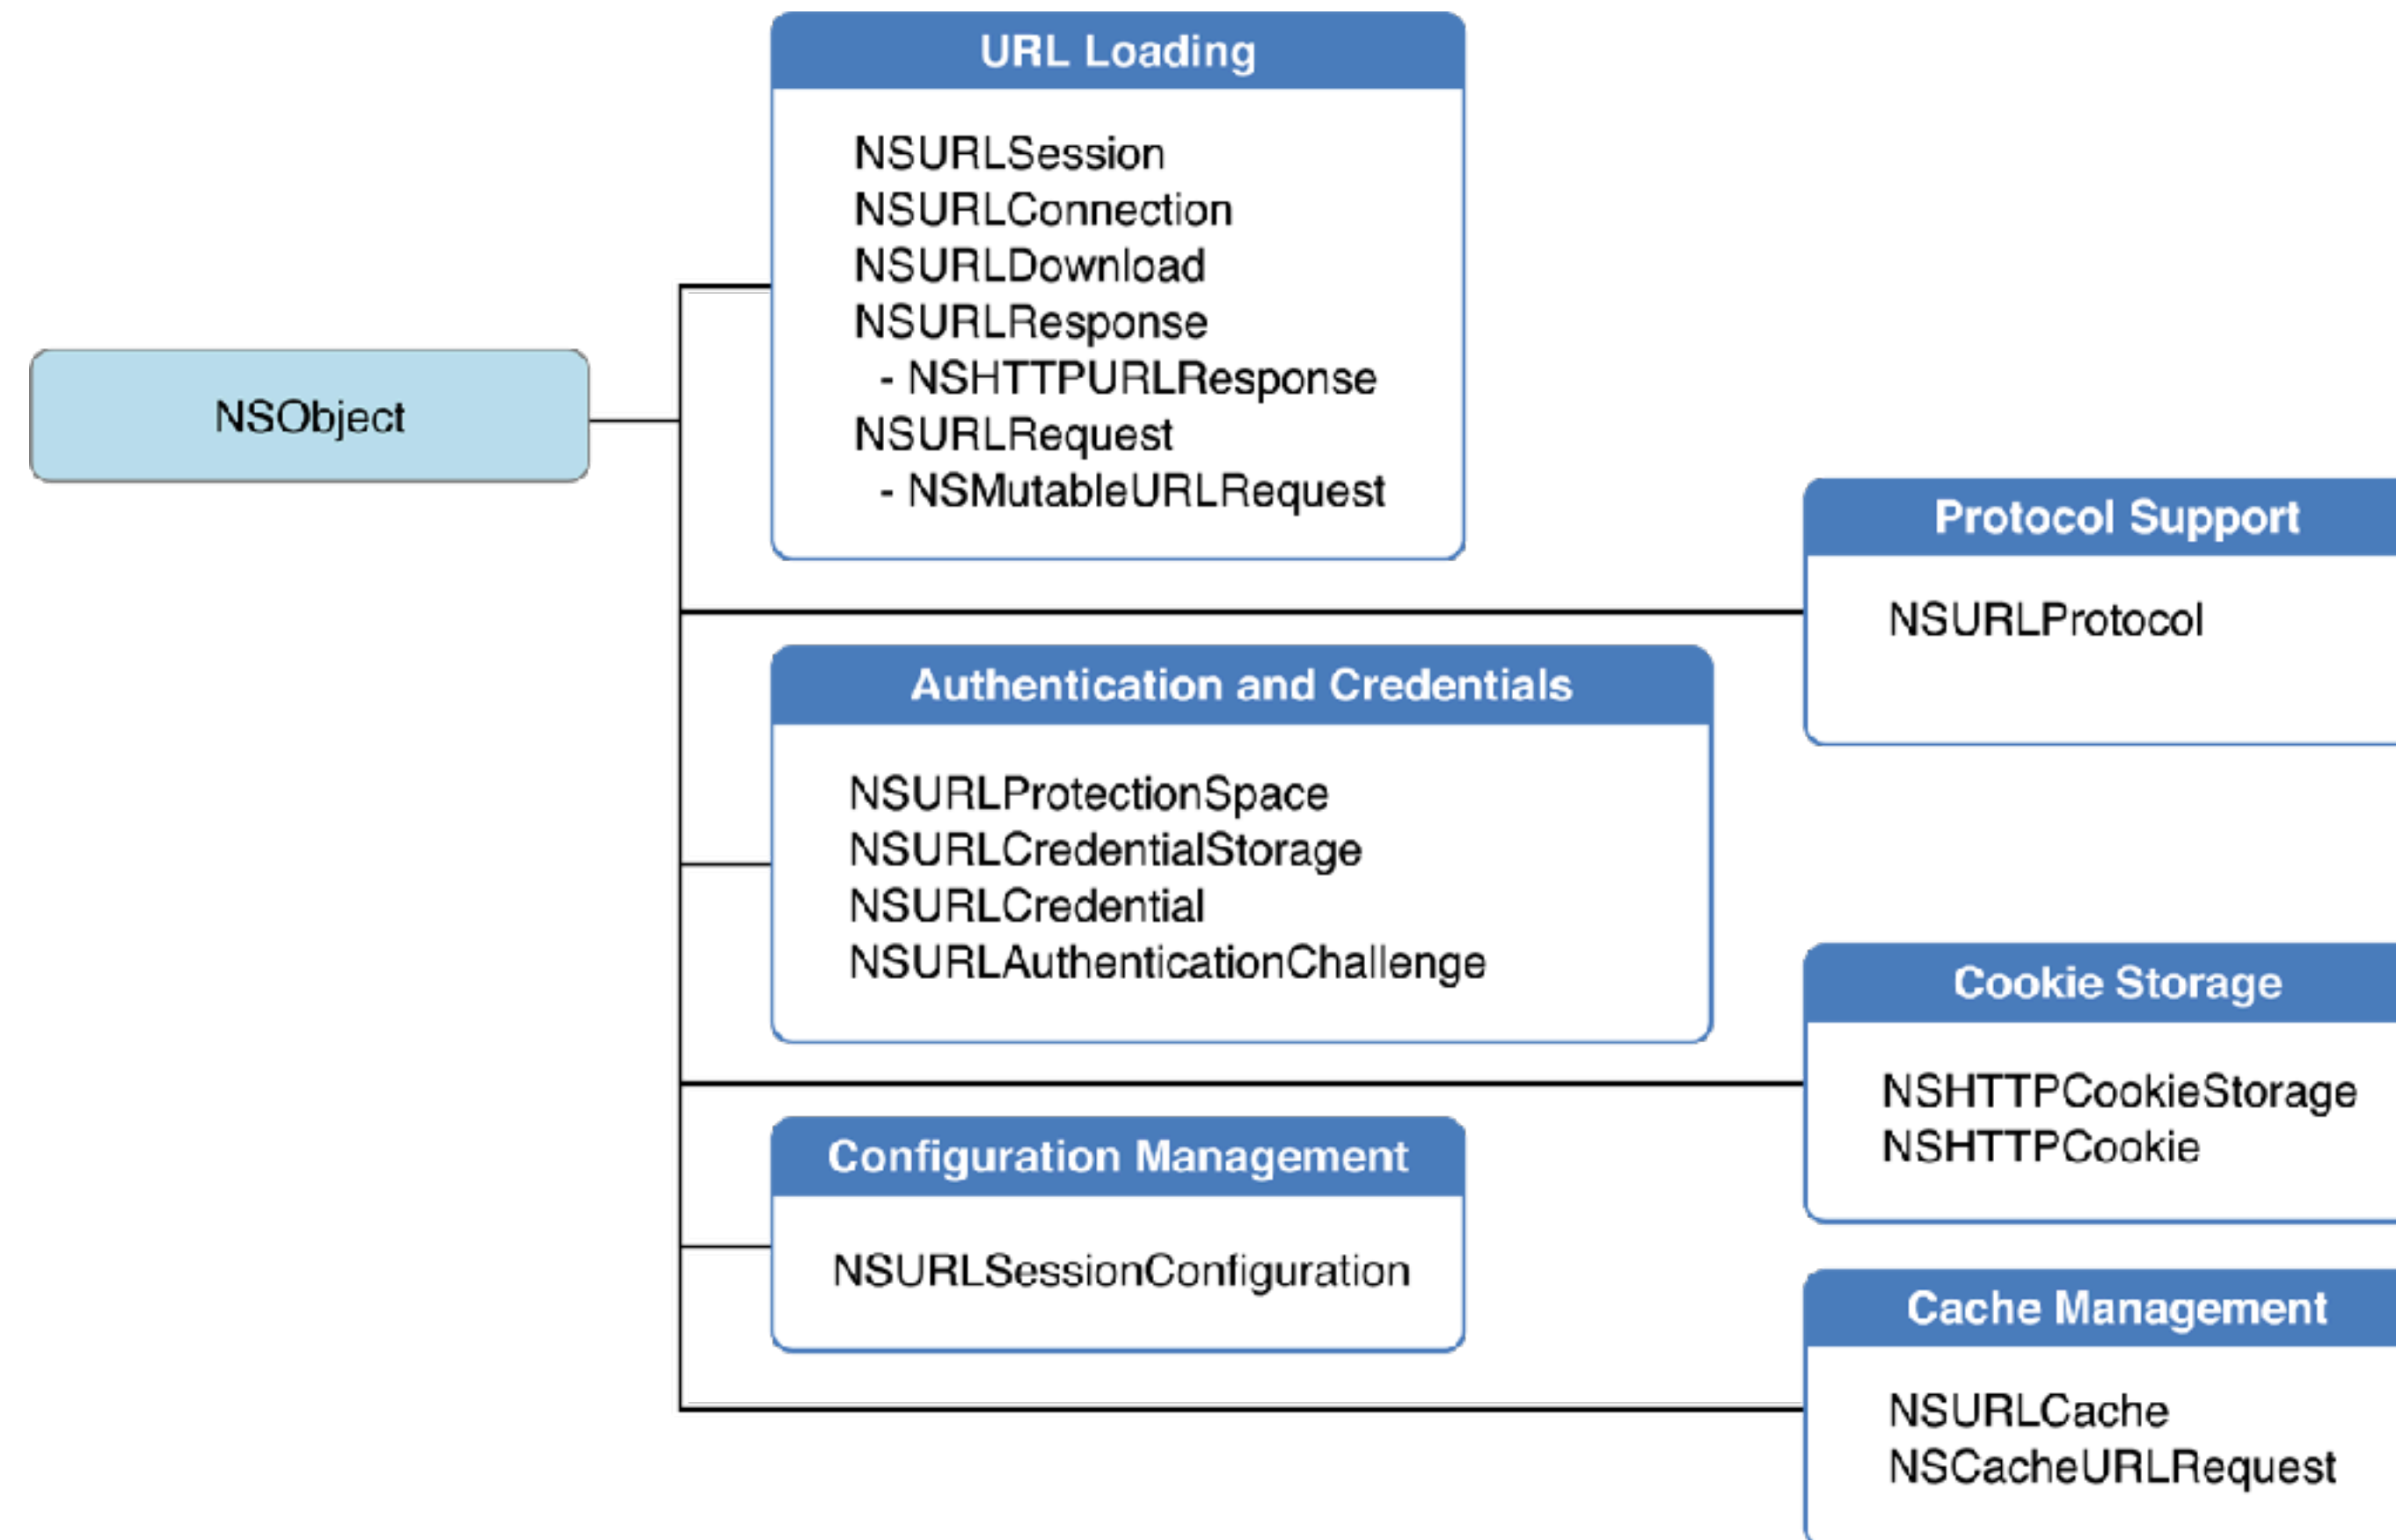 NSObject
URL Loading
NSURLSession
NSURLConnection
NSURLDownload
NSURLResponse
- NSHTTPURLResponse
NSURLRequest
- NSMutableURLRequest
Protocol Support
NSURLProtocol
Authentication and Credentials
NSURLProtectionSpace
NSURLCredentialStorage
NSURLCredential
NSURLAuthenticationChallenge
Cookie Storage
NSHTTPCookieStorage
NSHTTPCookie
Configuration Management
NSURLSessionConfiguration
Cache Management
NSURLCache
NSCacheURLRequest